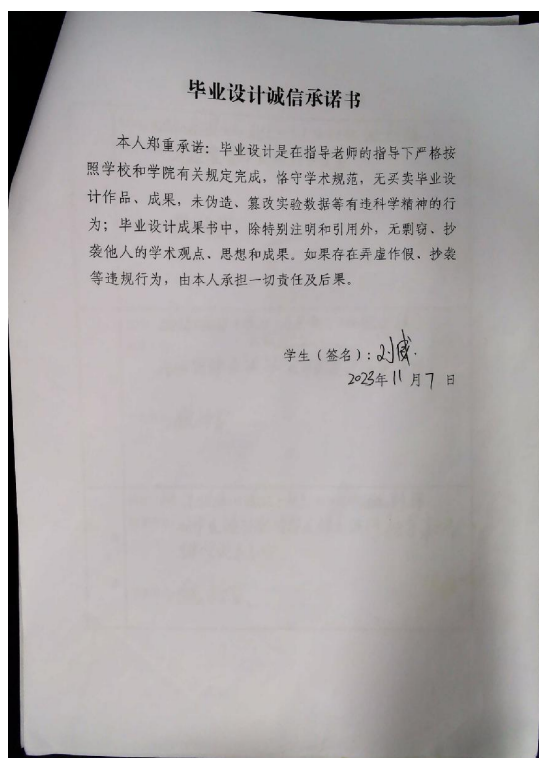 毕业设计诚信承诺书
本人郑重承诺：毕业设计是在指导老师的指导下严格按
照学校和学院有关规定完成，恪守学术规范，无买卖毕业设
计作品、成果，未伪造、篡改实验数据等有违科学精神的行
为；毕业设计成果书中，除特别注明和引用外，无剽窃、抄
袭他人的学术观点、思想和成果。如果存在弄虚作假、抄袭
等违规行为，由本人承担一切责任及后果。
学生（签名）：刘威
2023年11月7日